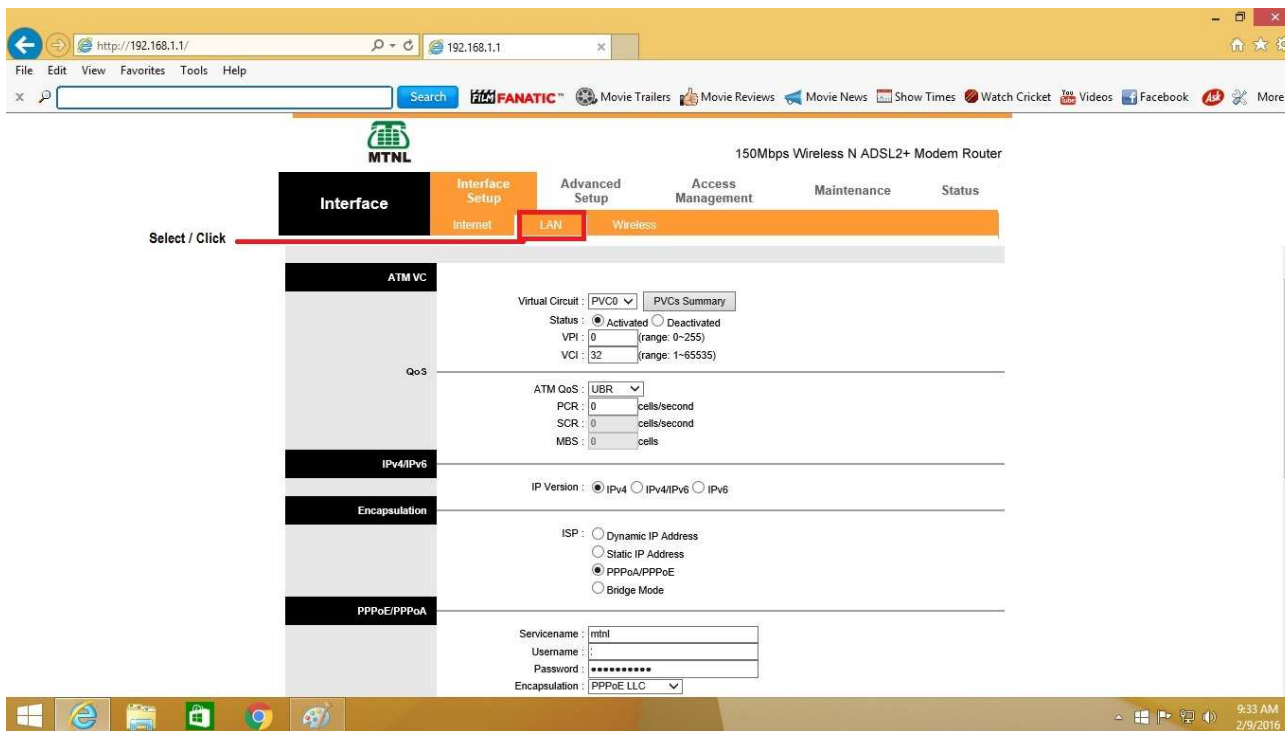 http://192.168.1.1/
192.168.1.1
File Edit View Favorites Tools Help
x Search FILM FANATIC™ Movie Trailers Movie Reviews Movie News Show Times Watch Cricket You Tube Videos Facebook Ask More
MTNL
150Mbps Wireless N ADSL2+ Modem Router
Interface
Interface Setup
Advanced Setup
Access Management
Maintenance
Status
Internet LAN Wireless
Select / Click
ATM VC
Virtual Circuit : PVC0 PVCs Summary
Status : Activated Deactivated
VPI : 0 (range: 0~255)
VCI : 32 (range: 1~65535)
QoS
ATM QoS : UBR
PCR : 0 cells/second
SCR : 0 cells/second
MBS : 0 cells
IPv4/IPv6
IP Version : IPv4 IPv4/IPv6 IPv6
Encapsulation
ISP : Dynamic IP Address
Static IP Address
PPPoA/PPPoE
Bridge Mode
PPPoE/PPPoA
Servicename : mtnl
Username :
Password : ••••••••••
Encapsulation : PPPoE LLC
9:33 AM
2/9/2016